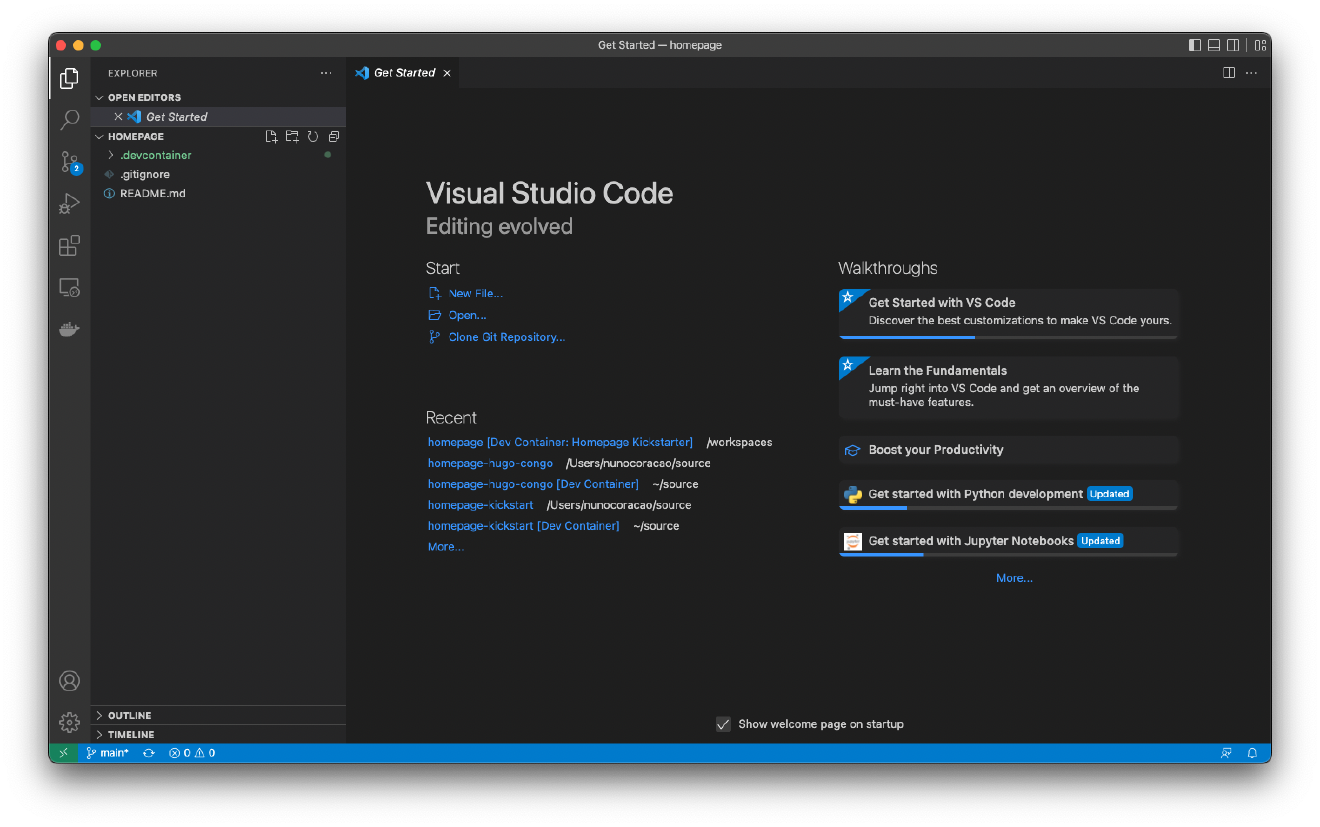 Get Started — homepage
EXPLORER
OPEN EDITORS
Get Started
HOMEPAGE
.devcontainer
.gitignore
README.md
2
OUTLINE
TIMELINE
Get Started
Visual Studio Code
Editing evolved
Start
New File...
Open...
Clone Git Repository...
Recent
homepage [Dev Container: Homepage Kickstarter] /workspaces
homepage-hugo-congo /Users/nunocoracao/source
homepage-hugo-congo [Dev Container] ~/source
homepage-kickstart /Users/nunocoracao/source
homepage-kickstart [Dev Container] ~/source
More...
Walkthroughs
Get Started with VS Code
Discover the best customizations to make VS Code yours.
Learn the Fundamentals
Jump right into VS Code and get an overview of the
must-have features.
Boost your Productivity
Get started with Python development Updated
Get started with Jupyter Notebooks Updated
More...
Show welcome page on startup
main* 0 0